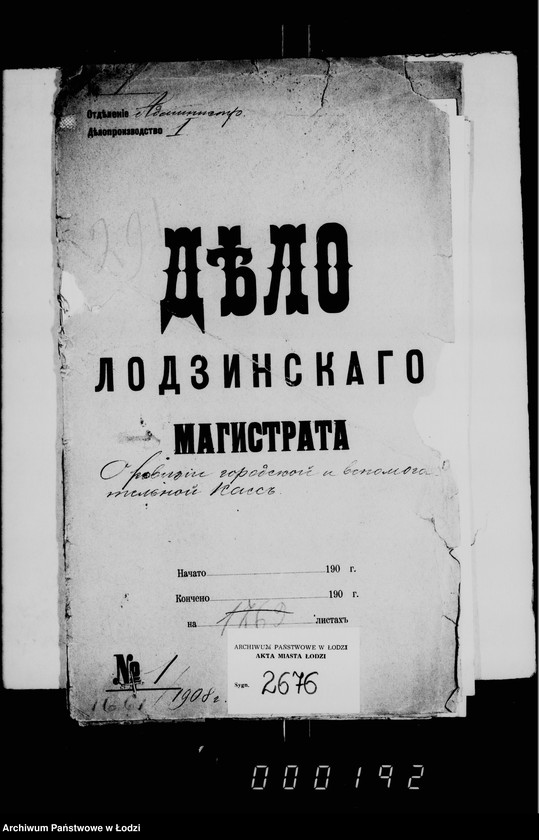 Отдѣленіе Административ.
Дѣлопроизводство I
ДѢЛО
ЛОДЗИНСКАГО
МАГИСТРАТА
О ревизіи городской и вспомога
тельной Кассъ.
Начато 190 г.
Кончено 190 г.
на листахъ
№ 1
1908 г.
ARCHIWUM PAŃSTWOWE W ŁODZI
AKTA MIASTA ŁODZI
Sygn. 2676
000192
Archiwum Państwowe w Łodzi